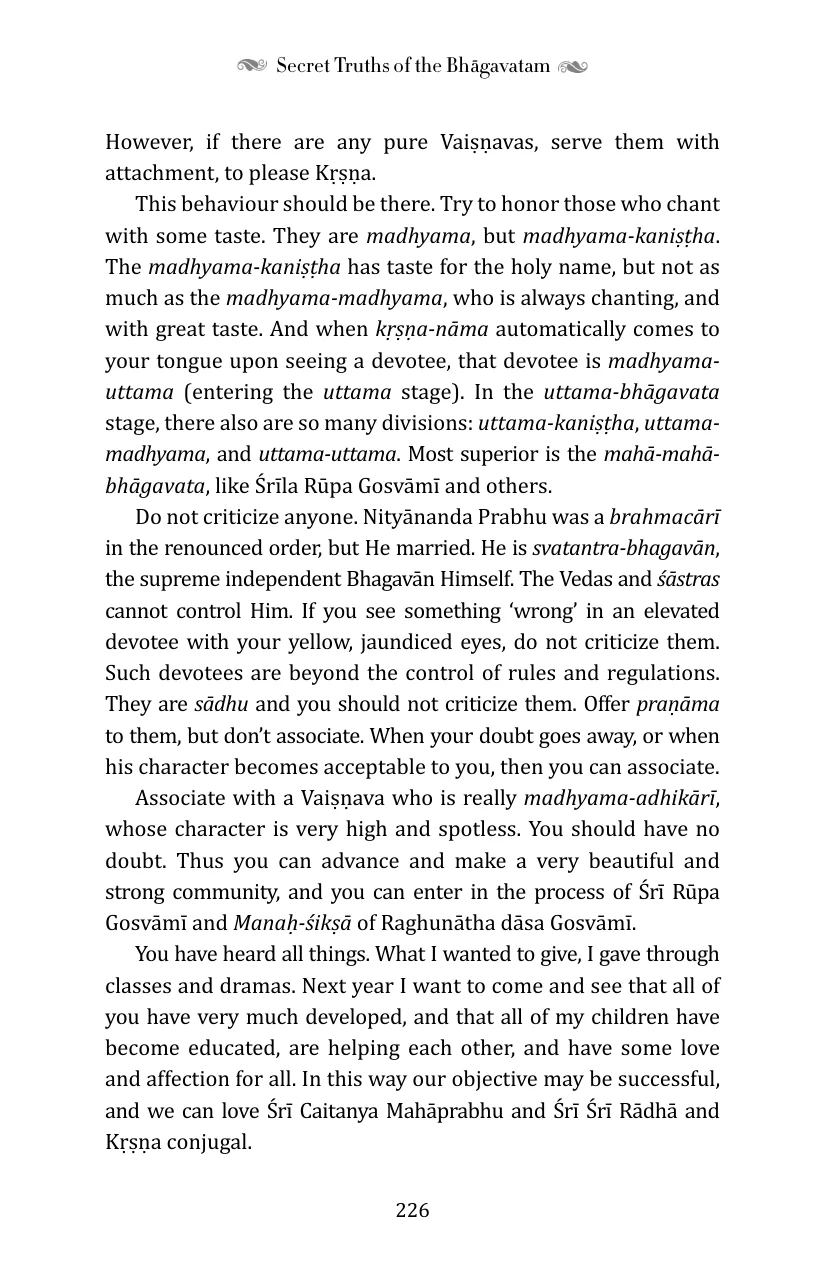 Secret Truths of the Bhāgavatam
However, if there are any pure Vaiṣṇavas, serve them with
attachment, to please Kṛṣṇa.
This behaviour should be there. Try to honor those who chant
with some taste. They are madhyama, but madhyama-kaniṣṭha.
The madhyama-kaniṣṭha has taste for the holy name, but not as
much as the madhyama-madhyama, who is always chanting, and
with great taste. And when kṛṣṇa-nāma automatically comes to
your tongue upon seeing a devotee, that devotee is madhyama-
uttama (entering the uttama stage). In the uttama-bhāgavata
stage, there also are so many divisions: uttama-kaniṣṭha, uttama-
madhyama, and uttama-uttama. Most superior is the mahā-mahā-
bhāgavata, like Śrīla Rūpa Gosvāmī and others.
Do not criticize anyone. Nityānanda Prabhu was a brahmacārī
in the renounced order, but He married. He is svatantra-bhagavān,
the supreme independent Bhagavān Himself. The Vedas and śāstras
cannot control Him. If you see something ‘wrong’ in an elevated
devotee with your yellow, jaundiced eyes, do not criticize them.
Such devotees are beyond the control of rules and regulations.
They are sādhu and you should not criticize them. Offer praṇāma
to them, but don’t associate. When your doubt goes away, or when
his character becomes acceptable to you, then you can associate.
Associate with a Vaiṣṇava who is really madhyama-adhikārī,
whose character is very high and spotless. You should have no
doubt. Thus you can advance and make a very beautiful and
strong community, and you can enter in the process of Śrī Rūpa
Gosvāmī and Manaḥ-śikṣā of Raghunātha dāsa Gosvāmī.
You have heard all things. What I wanted to give, I gave through
classes and dramas. Next year I want to come and see that all of
you have very much developed, and that all of my children have
become educated, are helping each other, and have some love
and affection for all. In this way our objective may be successful,
and we can love Śrī Caitanya Mahāprabhu and Śrī Śrī Rādhā and
Kṛṣṇa conjugal.
226